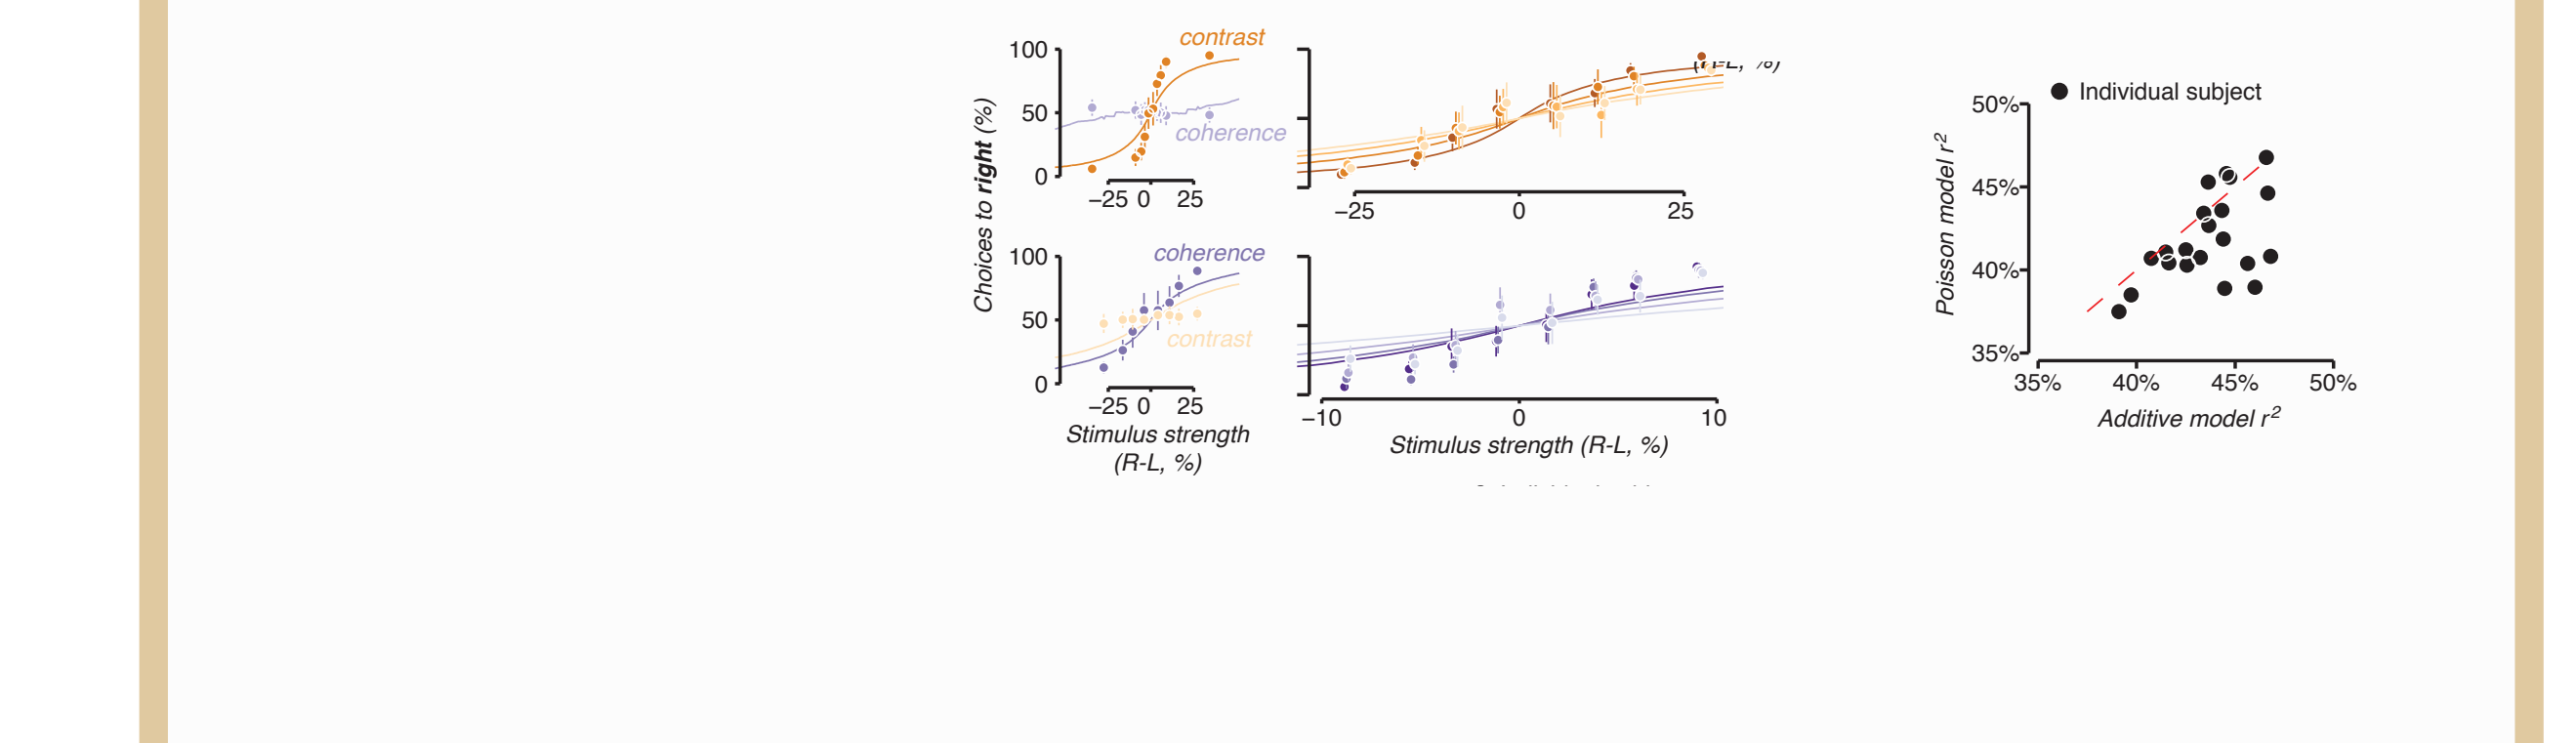 contrast
100
50
0
coherence
−25 0 25
Choices to right (%)
−25 0 25
coherence
100
50
0
contrast
−25 0 25
Stimulus strength
(R-L, %)
−10 0 10
Stimulus strength (R-L, %)
Individual subject
50%
45%
40%
35%
Poisson model r²
35% 40% 45% 50%
Additive model r²